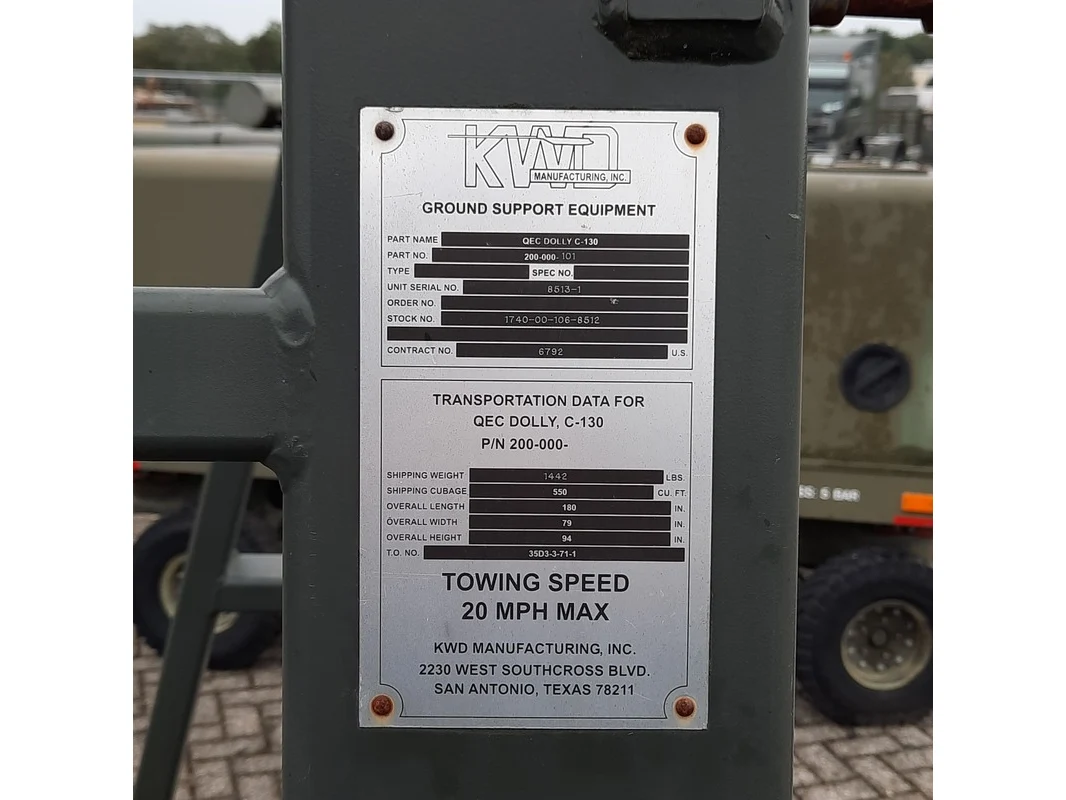 KWD
MANUFACTURING, INC.
GROUND SUPPORT EQUIPMENT
PART NAME QEC DOLLY C-130
PART NO. 200-000-101
TYPE SPEC NO.
UNIT SERIAL NO. 8513-1
ORDER NO.
STOCK NO. 1740-00-106-8512
CONTRACT NO. 6792 U.S.
TRANSPORTATION DATA FOR
QEC DOLLY, C-130
P/N 200-000-
SHIPPING WEIGHT 1442 LBS.
SHIPPING CUBAGE 550 CU. FT.
OVERALL LENGTH 180 IN.
OVERALL WIDTH 79 IN.
OVERALL HEIGHT 94 IN.
T.O. NO. 35D3-3-71-1
TOWING SPEED
20 MPH MAX
KWD MANUFACTURING, INC.
2230 WEST SOUTHCROSS BLVD.
SAN ANTONIO, TEXAS 78211
5 BAR